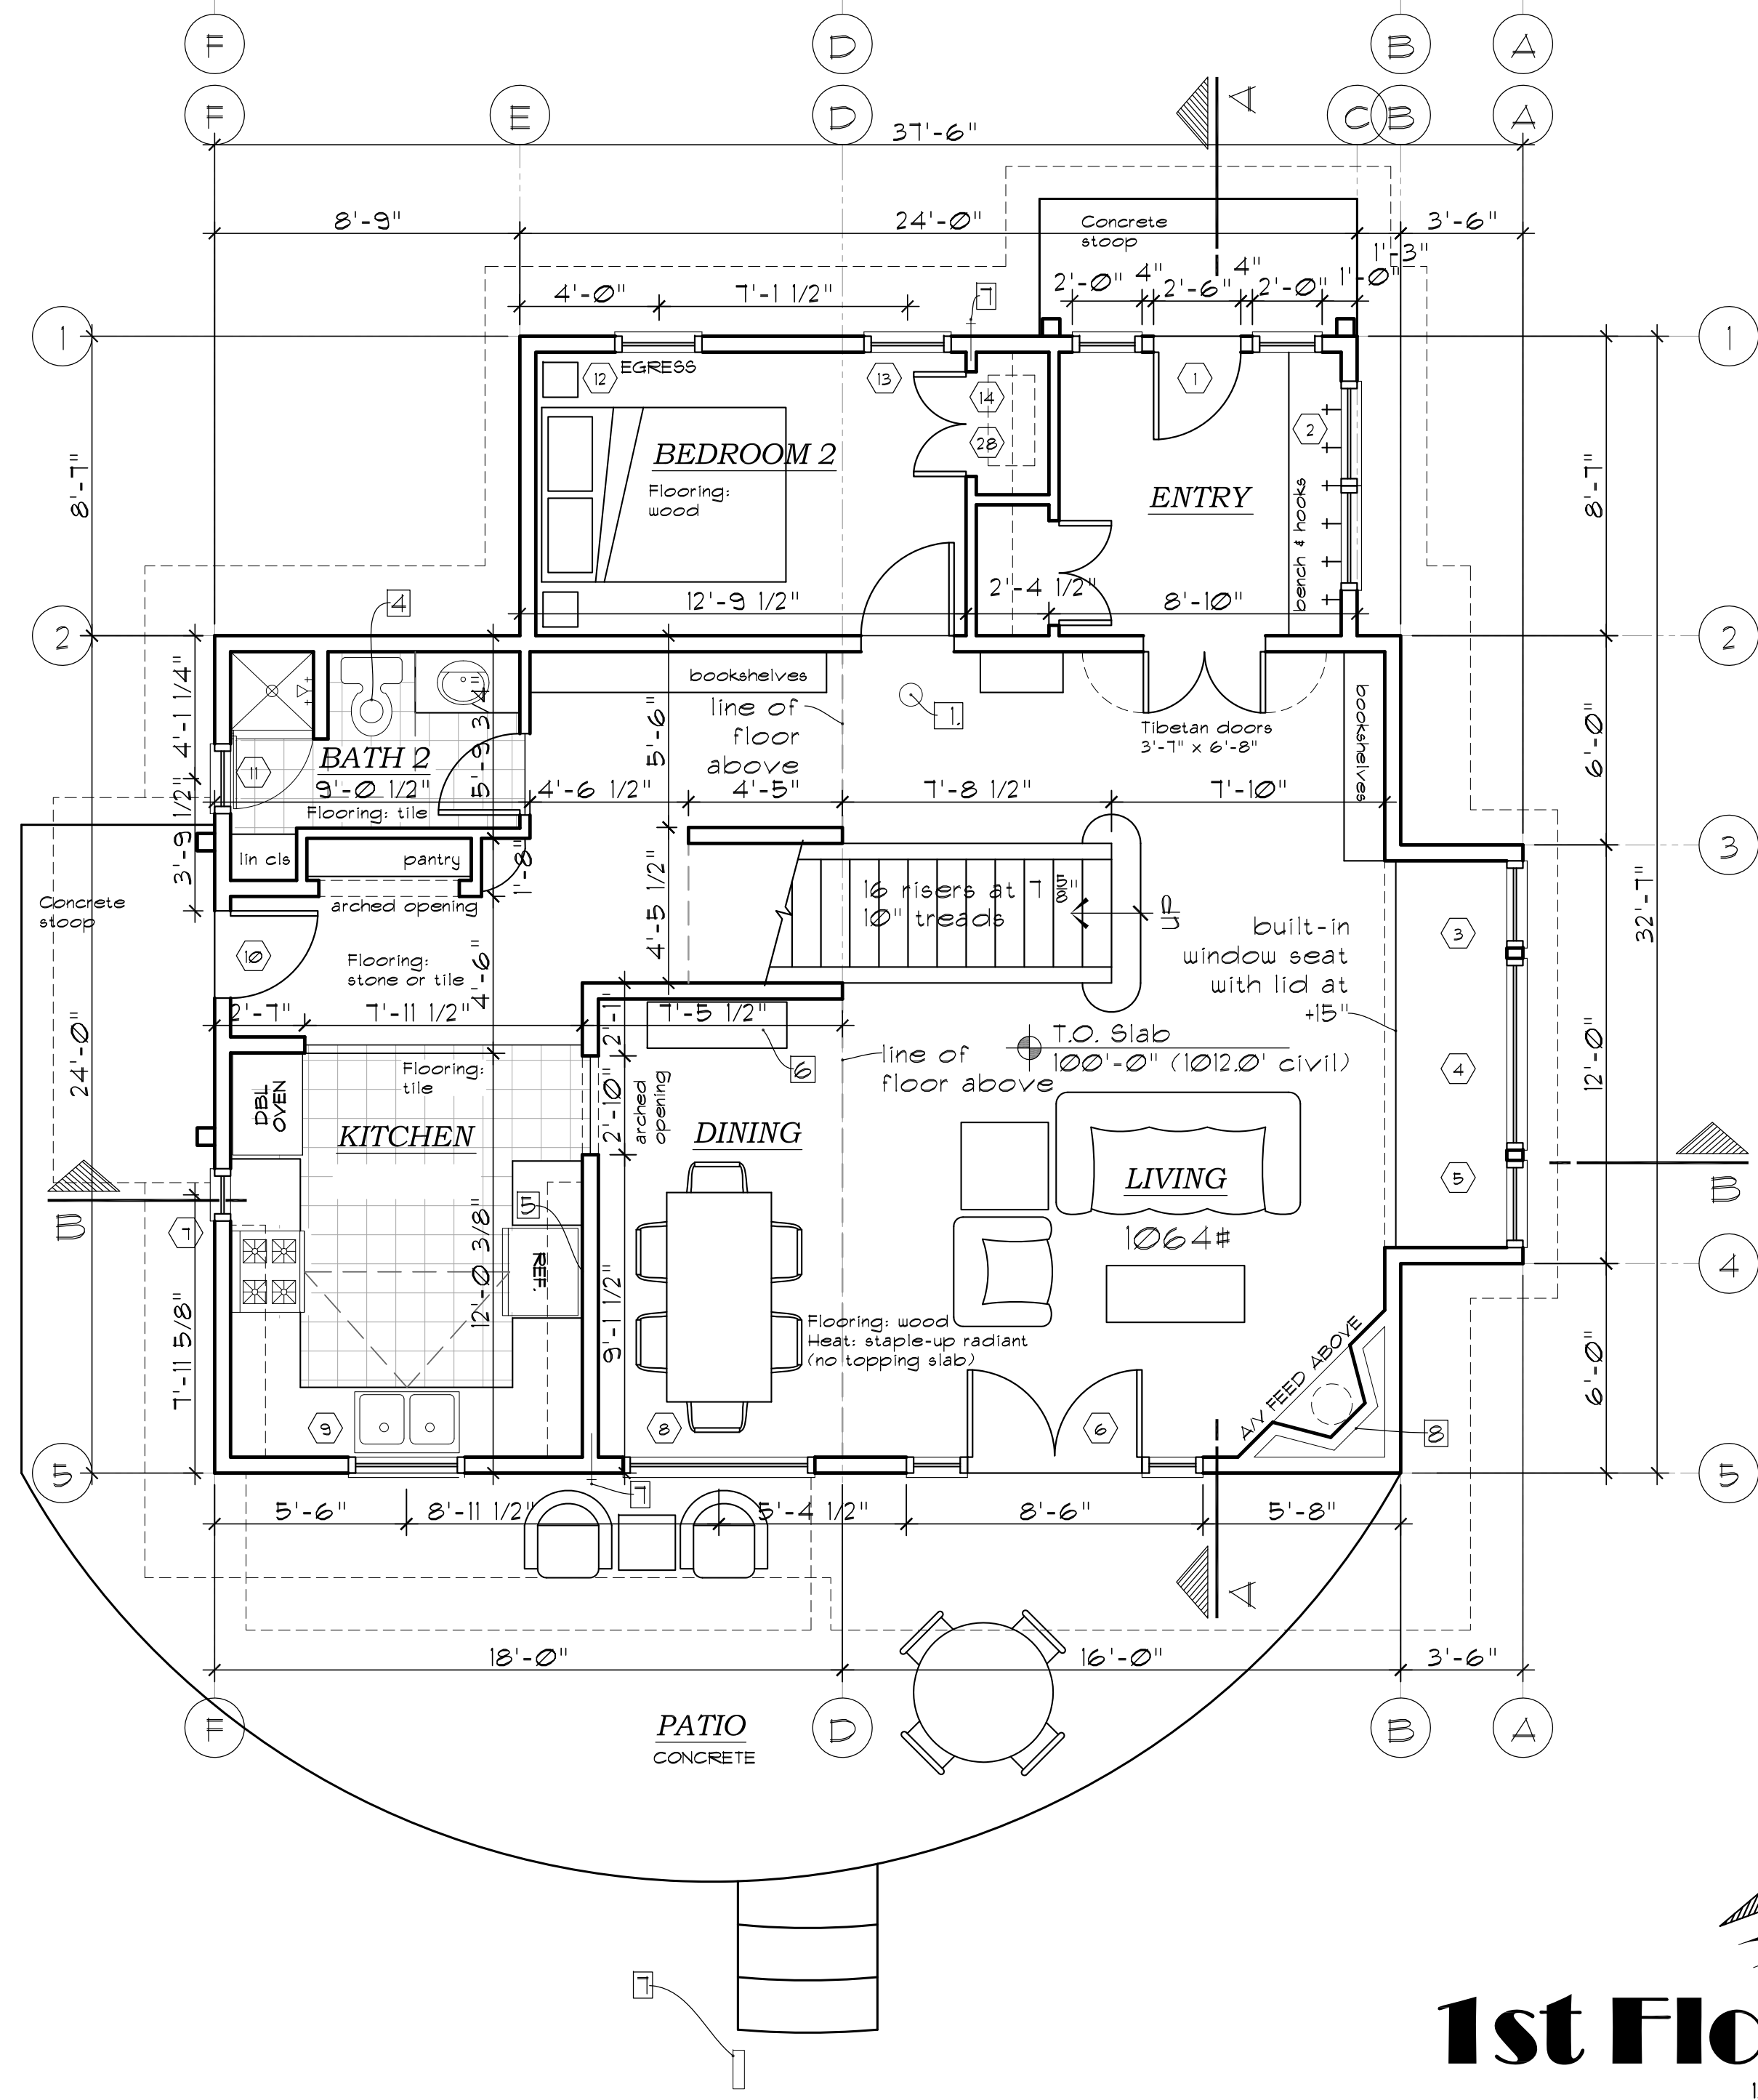 F
D
B
A
F
E
D
C
B
A
A
37'-6"
8'-9"
24'-0"
3'-6"
Concrete
stoop
1'-3"
4'-0"
7'-1 1/2"
7
2'-0"
4"
2'-6"
4"
2'-0"
1'-0"
1
1
12
EGRESS
13
14
28
1
2
BEDROOM 2
Flooring:
wood
ENTRY
bench & hooks
8'-7"
8'-7"
12'-9 1/2"
2'-4 1/2"
8'-10"
4
2
2
bookshelves
line of
floor
above
1.
Tibetan doors
3'-7" x 6'-8"
bookshelves
4'-1 1/4"
5'-9 3/4"
5'-6"
6'-0"
11
BATH 2
9'-0 1/2"
Flooring: tile
4'-6 1/2"
4'-5"
7'-8 1/2"
7'-10"
3'-9 1/2"
3
lin cls
pantry
1'-8"
arched opening
Concrete
stoop
16 risers at 7 5/8"
10" treads
UP
4'-5 1/2"
built-in
window seat
with lid at
+15"
3
32'-7"
10
Flooring:
stone or tile
4'-6"
2'-7"
7'-11 1/2"
7'-5 1/2"
2'-1"
24'-0"
6
line of
floor above
T.O. Slab
100'-0" (1012.0' civil)
4
12'-0"
Flooring:
tile
DBL
OVEN
2'-10"
arched
opening
KITCHEN
DINING
LIVING
1064#
5
B
B
7
5
REF.
12'-0 3/8"
9'-1 1/2"
4
7'-11 5/8"
Flooring: wood
Heat: staple-up radiant
(no topping slab)
A/V FEED ABOVE
6'-0"
9
8
6
8
5
5
7
5'-6"
8'-11 1/2"
5'-4 1/2"
8'-6"
5'-8"
A
18'-0"
16'-0"
3'-6"
F
D
B
A
PATIO
CONCRETE
7
1st Flo